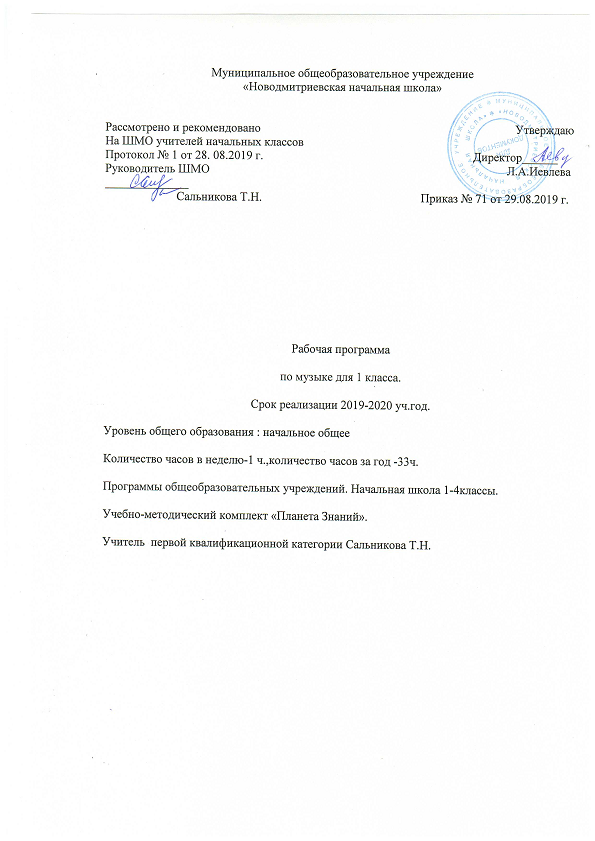 Муниципальное общеобразовательное учреждение
«Новодмитриевская начальная школа»
Рассмотрено и рекомендовано
На ШМО учителей начальных классов
Протокол № 1 от 28. 08.2019 г.
Руководитель ШМО
Сальникова Т.Н.
Утверждаю
Директор
Л.А.Иевлева
Приказ № 71 от 29.08.2019 г.
Рабочая программа
по музыке для 1 класса.
Срок реализации 2019-2020 уч.год.
Уровень общего образования : начальное общее
Количество часов в неделю-1 ч.,количество часов за год -33ч.
Программы общеобразовательных учреждений. Начальная школа 1-4классы.
Учебно-методический комплект «Планета Знаний».
Учитель  первой квалификационной категории Сальникова Т.Н.